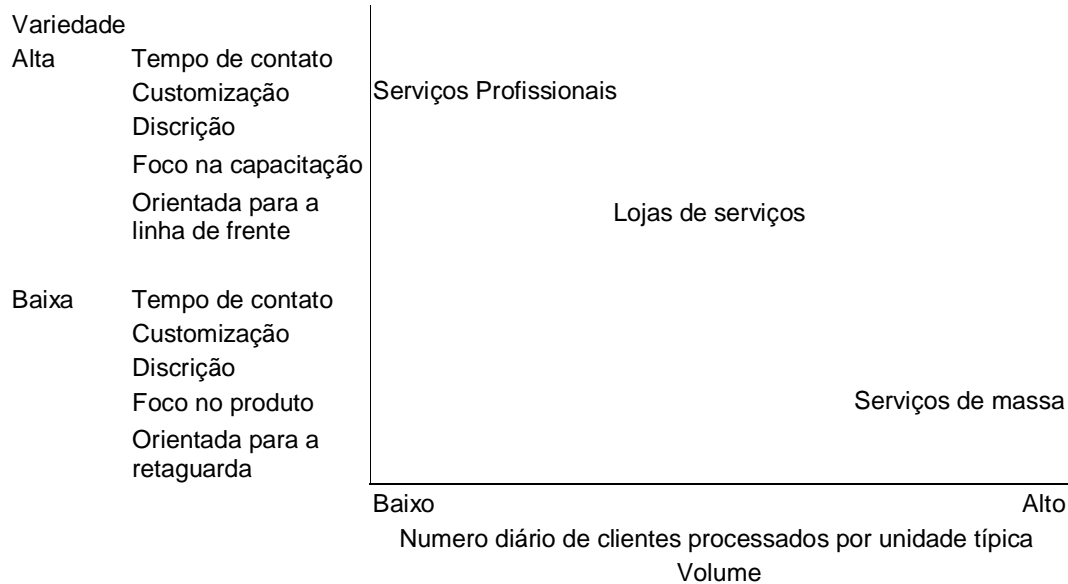 Variedade
Alta Tempo de contato
Customização Serviços Profissionais
Discrição
Foco na capacitação
Orientada para a
linha de frente Lojas de serviços
Baixa Tempo de contato
Customização
Discrição
Foco no produto Serviços de massa
Orientada para a
retaguarda
Baixo Alto
Numero diário de clientes processados por unidade típica
Volume